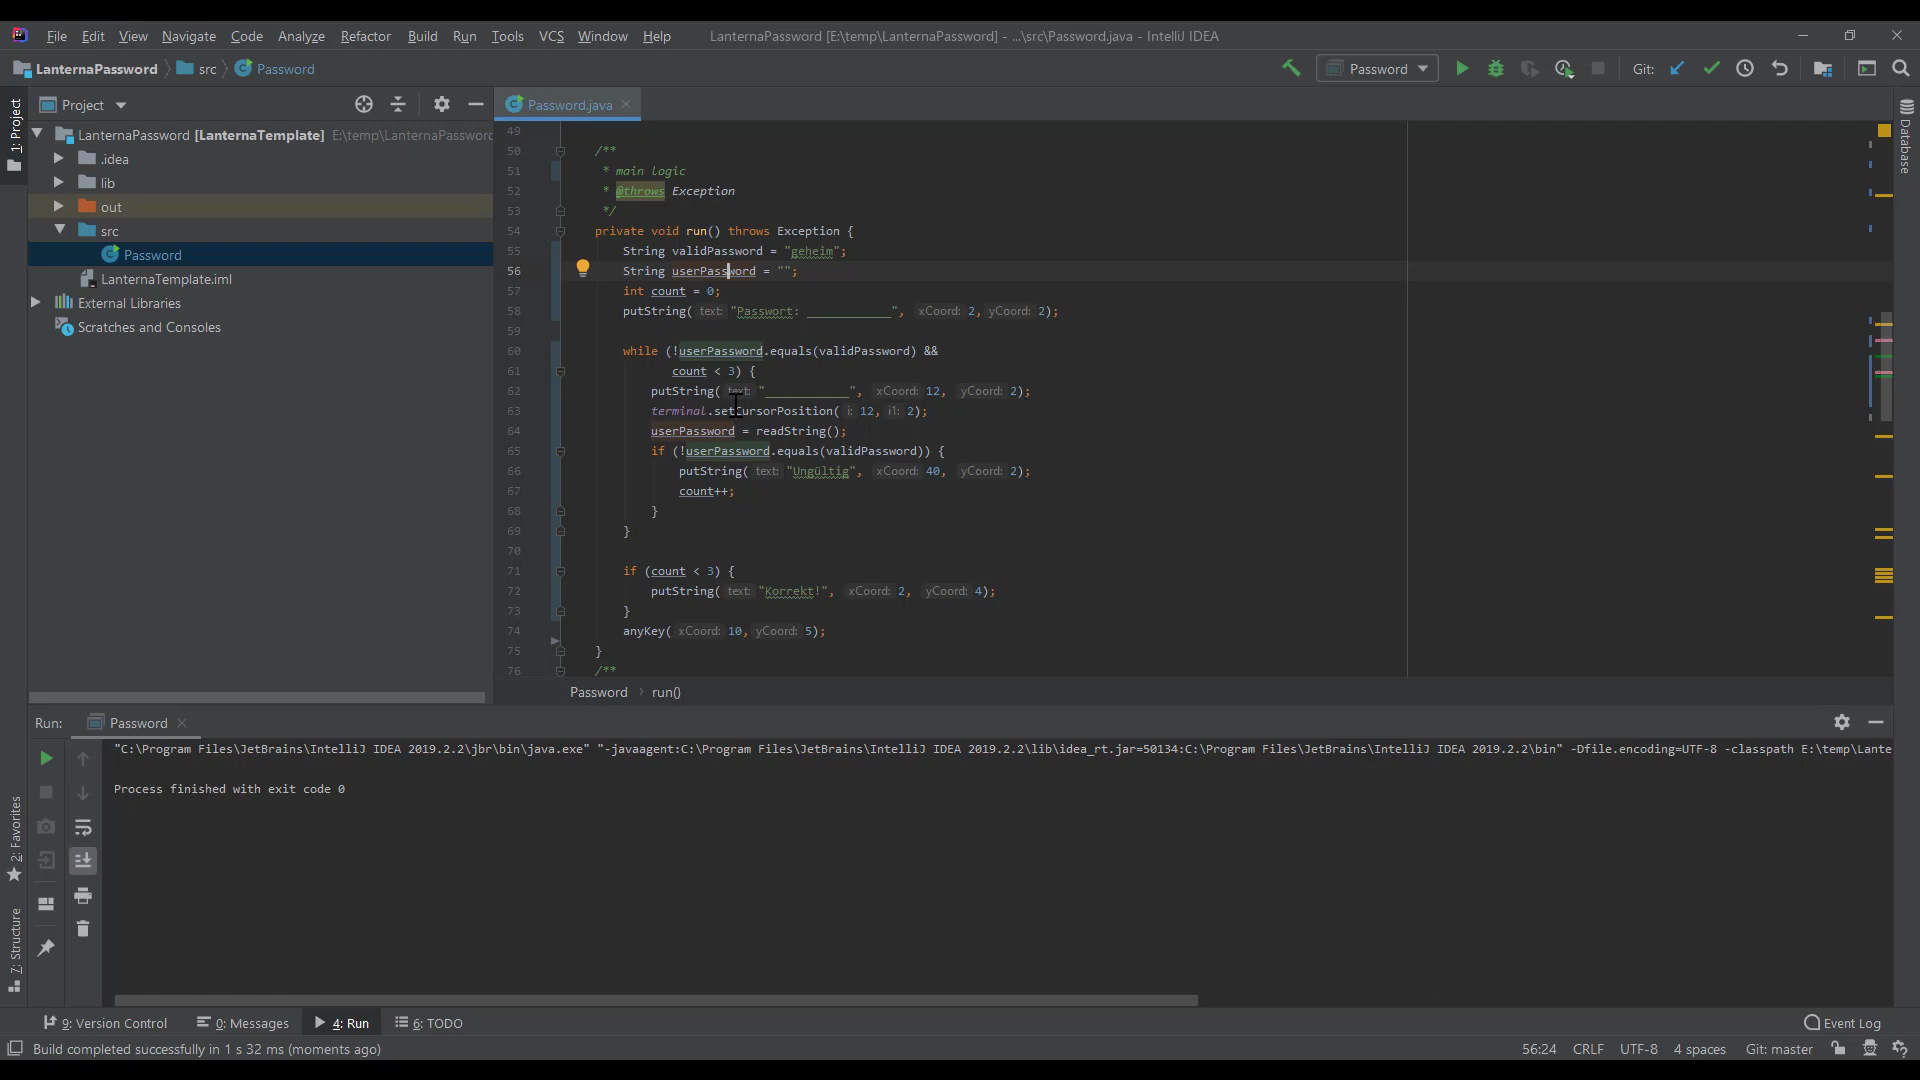 File Edit View Navigate Code Analyze Refactor Build Run Tools VCS Window Help LanternaPassword [E:\temp\LanternaPassword] - ...\src\Password.java - IntelliJ IDEA
LanternaPassword src Password Password Git:
1: Project
Project
LanternaPassword [LanternaTemplate] E:\temp\LanternaPassword
.idea
lib
out
src
Password
LanternaTemplate.iml
External Libraries
Scratches and Consoles
Password.java
Database
49
50 /**
51 * main logic
52 * @throws Exception
53 */
54 private void run() throws Exception {
55 String validPassword = "geheim";
56 String userPassword = "";
57 int count = 0;
58 putString( text: "Passwort: ____________", xCoord: 2, yCoord: 2);
59
60 while (!userPassword.equals(validPassword) &&
61 count < 3) {
62 putString( text: "____________", xCoord: 12, yCoord: 2);
63 terminal.setCursorPosition( i: 12, i1: 2);
64 userPassword = readString();
65 if (!userPassword.equals(validPassword)) {
66 putString( text: "Ungültig", xCoord: 40, yCoord: 2);
67 count++;
68 }
69 }
70
71 if (count < 3) {
72 putString( text: "Korrekt!", xCoord: 2, yCoord: 4);
73 }
74 anyKey( xCoord: 10, yCoord: 5);
75 }
76 /**
Password run()
Run: Password
"C:\Program Files\JetBrains\IntelliJ IDEA 2019.2.2\jbr\bin\java.exe" "-javaagent:C:\Program Files\JetBrains\IntelliJ IDEA 2019.2.2\lib\idea_rt.jar=50134:C:\Program Files\JetBrains\IntelliJ IDEA 2019.2.2\bin" -Dfile.encoding=UTF-8 -classpath E:\temp\Lante
Process finished with exit code 0
2: Favorites
7: Structure
9: Version Control 0: Messages 4: Run 6: TODO Event Log
Build completed successfully in 1 s 32 ms (moments ago) 56:24 CRLF UTF-8 4 spaces Git: master